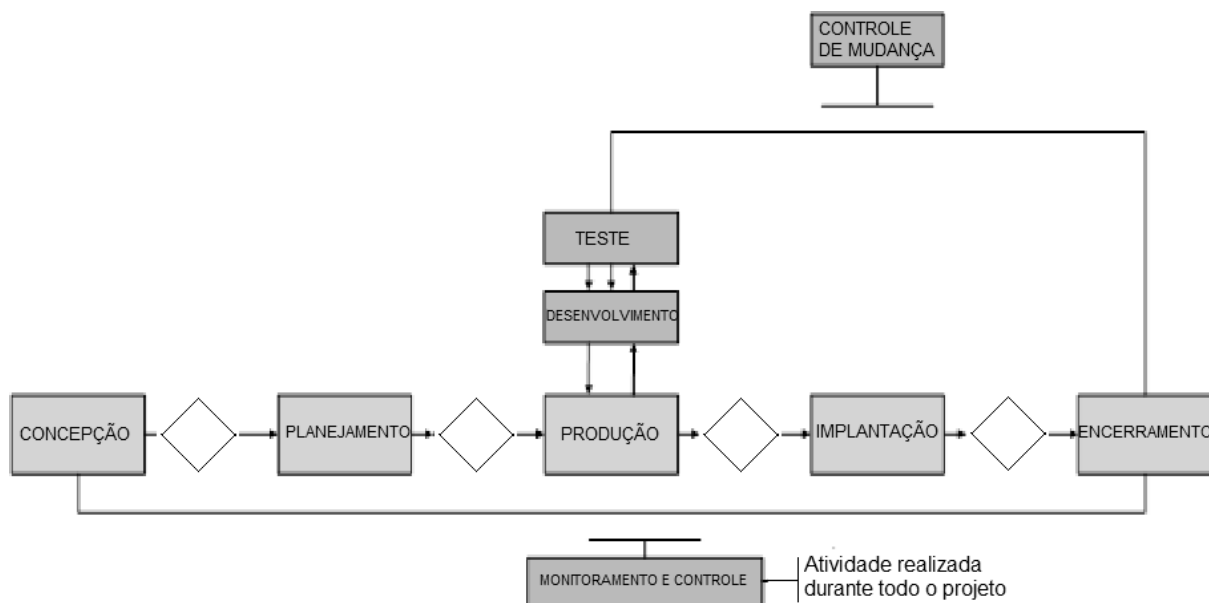 CONTROLE
DE MUDANÇA
TESTE
DESENVOLVIMENTO
CONCEPÇÃO
PLANEJAMENTO
PRODUÇÃO
IMPLANTAÇÃO
ENCERRAMENTO
MONITORAMENTO E CONTROLE
Atividade realizada
durante todo o projeto